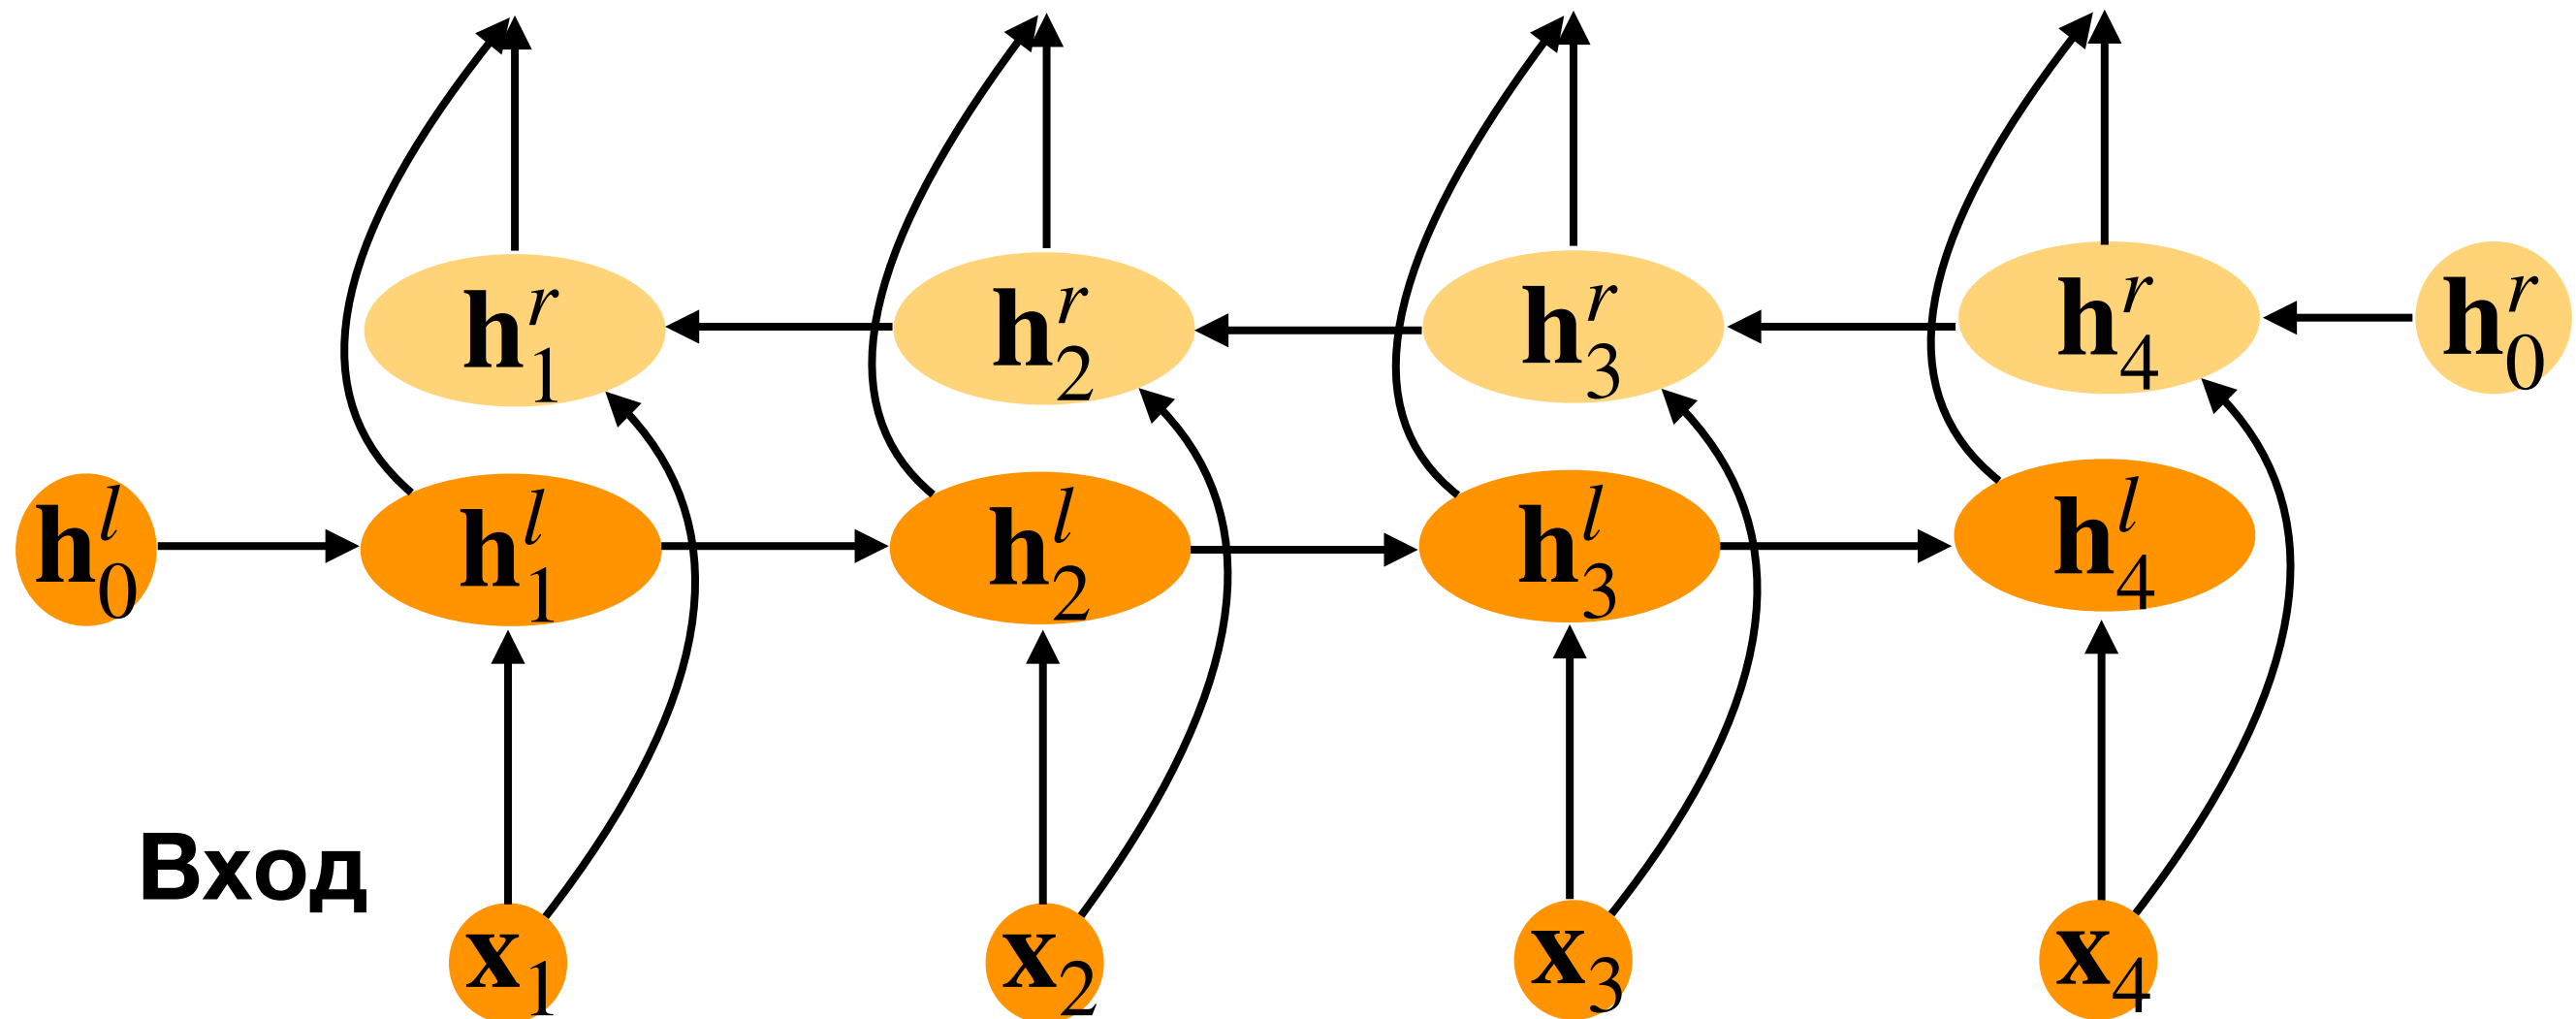 h^r_1 h^r_2 h^r_3 h^r_4 h^r_0
h^l_0 h^l_1 h^l_2 h^l_3 h^l_4
Вход
x_1 x_2 x_3 x_4